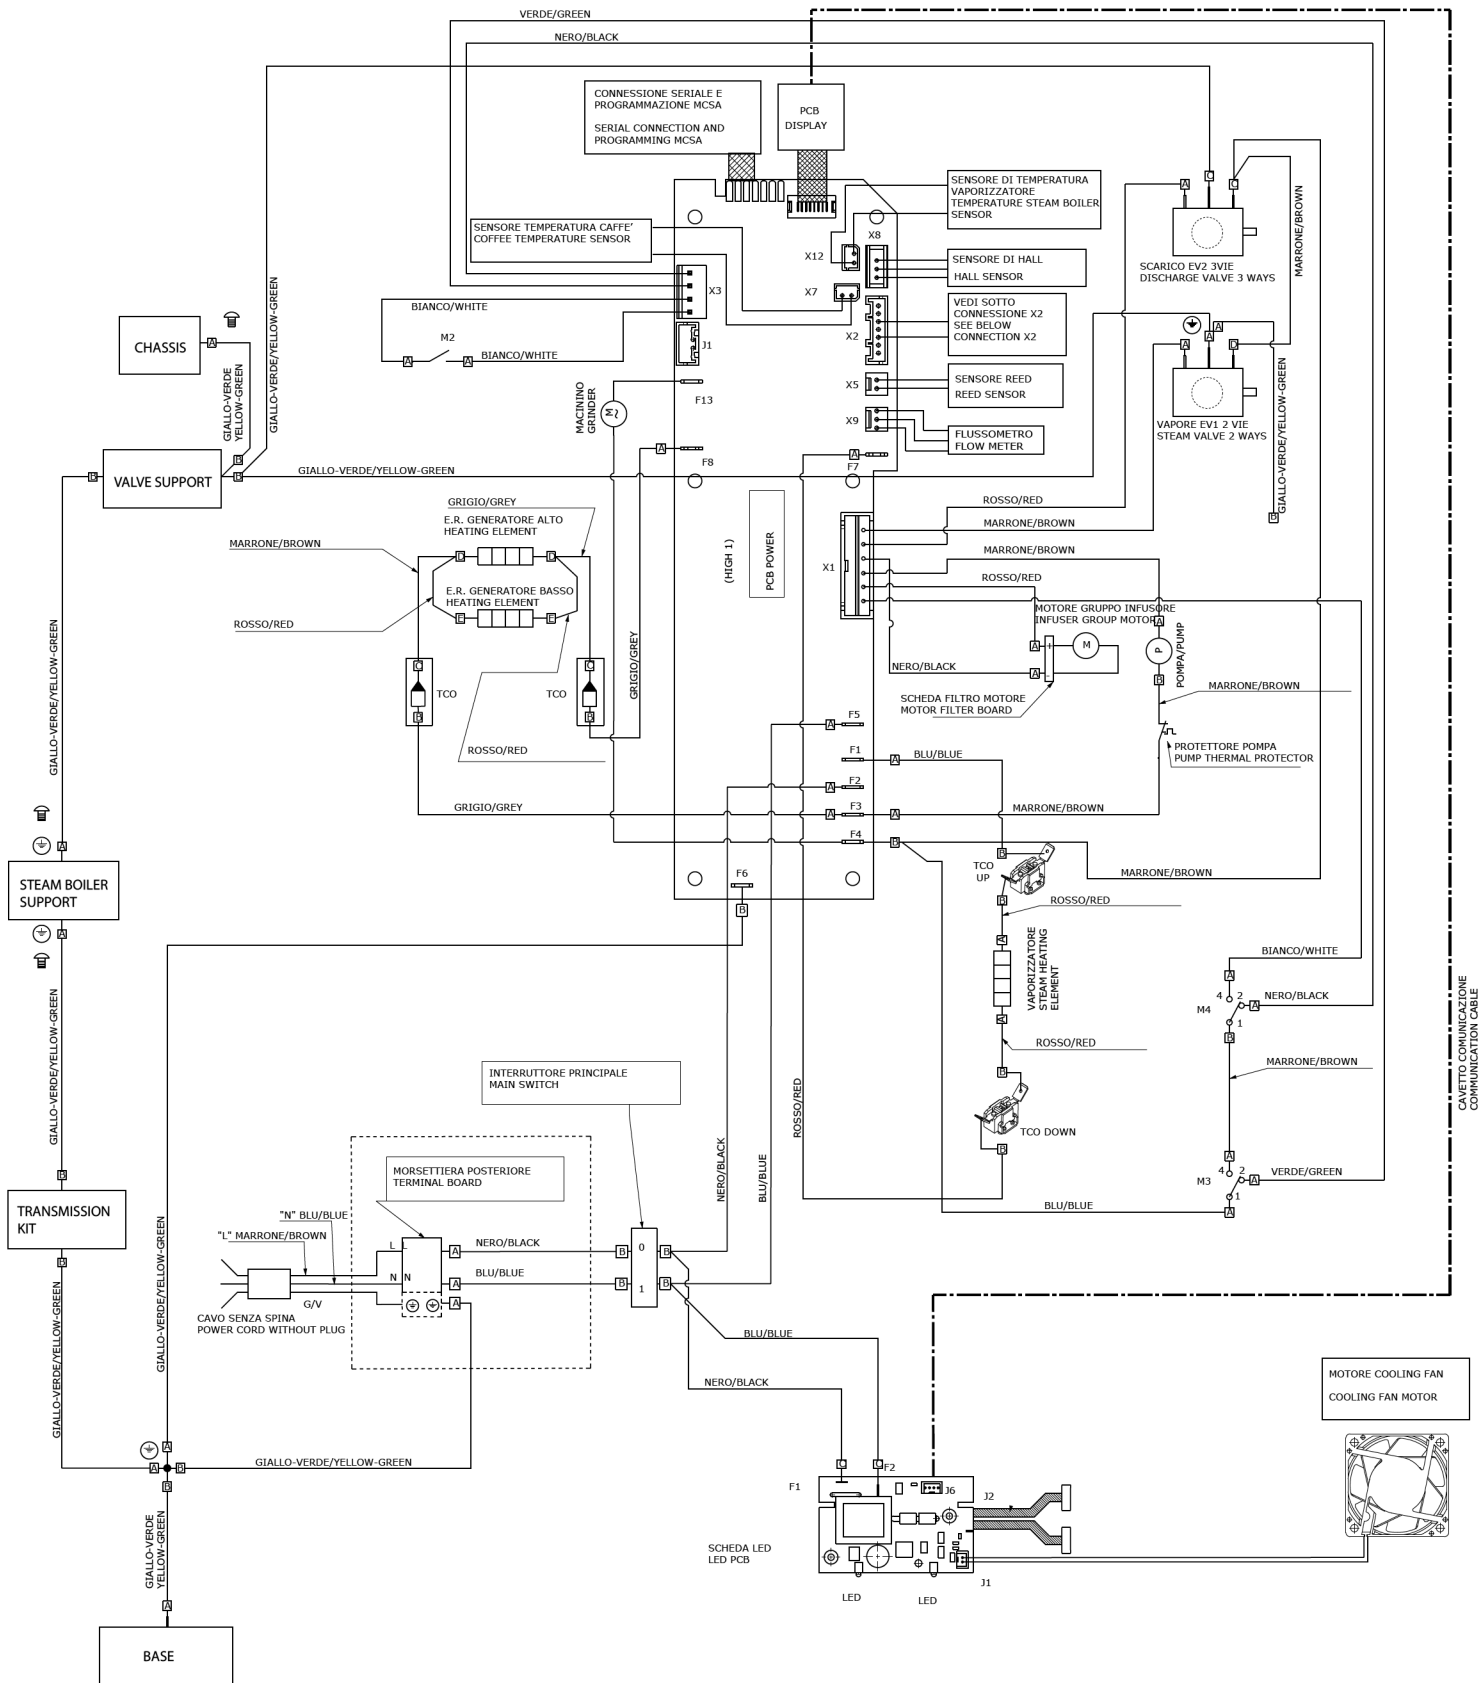 VERDE/GREEN
NERO/BLACK
CONNESSIONE SERIALE E
PROGRAMMAZIONE MCSA
SERIAL CONNECTION AND
PROGRAMMING MCSA
PCB
DISPLAY
SENSORE DI TEMPERATURA
VAPORIZZATORE
TEMPERATURE STEAM BOILER
SENSOR
SENSORE TEMPERATURA CAFFE'
COFFEE TEMPERATURE SENSOR
X8
X12
SENSORE DI HALL
HALL SENSOR
X7
X3
VEDI SOTTO
CONNESSIONE X2
SEE BELOW
CONNECTION X2
X2
J1
BIANCO/WHITE
M2
A
A
BIANCO/WHITE
X5
SENSORE REED
REED SENSOR
X9
FLUSSOMETRO
FLOW METER
A
F7
F13
MACININO
GRINDER
M
A
F8
A
C
C
SCARICO EV2 3VIE
DISCHARGE VALVE 3 WAYS
MARRONE/BROWN
A
A
A
D
VAPORE EV1 2 VIE
STEAM VALVE 2 WAYS
GIALLO-VERDE/YELLOW-GREEN
B
CHASSIS
A
GIALLO-VERDE
YELLOW-GREEN
GIALLO-VERDE/YELLOW-GREEN
B
B
B
VALVE SUPPORT
GIALLO-VERDE/YELLOW-GREEN
GRIGIO/GREY
E.R. GENERATORE ALTO
HEATING ELEMENT
MARRONE/BROWN
D
D
E.R. GENERATORE BASSO
HEATING ELEMENT
E
E
ROSSO/RED
C
TCO
B
C
TCO
B
GRIGIO/GREY
ROSSO/RED
GRIGIO/GREY
(HIGH 1)
PCB POWER
X1
ROSSO/RED
MARRONE/BROWN
MARRONE/BROWN
ROSSO/RED
MOTORE GRUPPO INFUSORE
INFUSER GROUP MOTOR
A
+
M
NERO/BLACK
A
-
SCHEDA FILTRO MOTORE
MOTOR FILTER BOARD
A
P
B
POMPA/PUMP
MARRONE/BROWN
PROTETTORE POMPA
PUMP THERMAL PROTECTOR
A
F5
F1
A
BLU/BLUE
A
F2
A
F3
A
MARRONE/BROWN
F4
B
F6
B
MARRONE/BROWN
B
TCO
UP
B
ROSSO/RED
A
VAPORIZZATORE
STEAM HEATING
ELEMENT
A
ROSSO/RED
B
TCO DOWN
B
ROSSO/RED
BIANCO/WHITE
A
4
2
A
NERO/BLACK
M4
1
B
MARRONE/BROWN
A
4
2
A
VERDE/GREEN
M3
1
A
BLU/BLUE
CAVETTO COMUNICAZIONE
COMMUNICATION CABLE
GIALLO-VERDE/YELLOW-GREEN
A
STEAM BOILER
SUPPORT
A
GIALLO-VERDE/YELLOW-GREEN
B
TRANSMISSION
KIT
B
GIALLO-VERDE/YELLOW-GREEN
GIALLO-VERDE/YELLOW-GREEN
INTERRUTTORE PRINCIPALE
MAIN SWITCH
MORSETTIERA POSTERIORE
TERMINAL BOARD
"N" BLU/BLUE
"L" MARRONE/BROWN
L
L
A
NERO/BLACK
B
0
B
N
N
A
BLU/BLUE
B
1
B
G/V
A
CAVO SENZA SPINA
POWER CORD WITHOUT PLUG
NERO/BLACK
BLU/BLUE
BLU/BLUE
NERO/BLACK
A
A
B
GIALLO-VERDE/YELLOW-GREEN
B
GIALLO-VERDE
YELLOW-GREEN
A
BASE
C
C
F1
F2
J6
J2
J1
SCHEDA LED
LED PCB
LED
LED
MOTORE COOLING FAN
COOLING FAN MOTOR